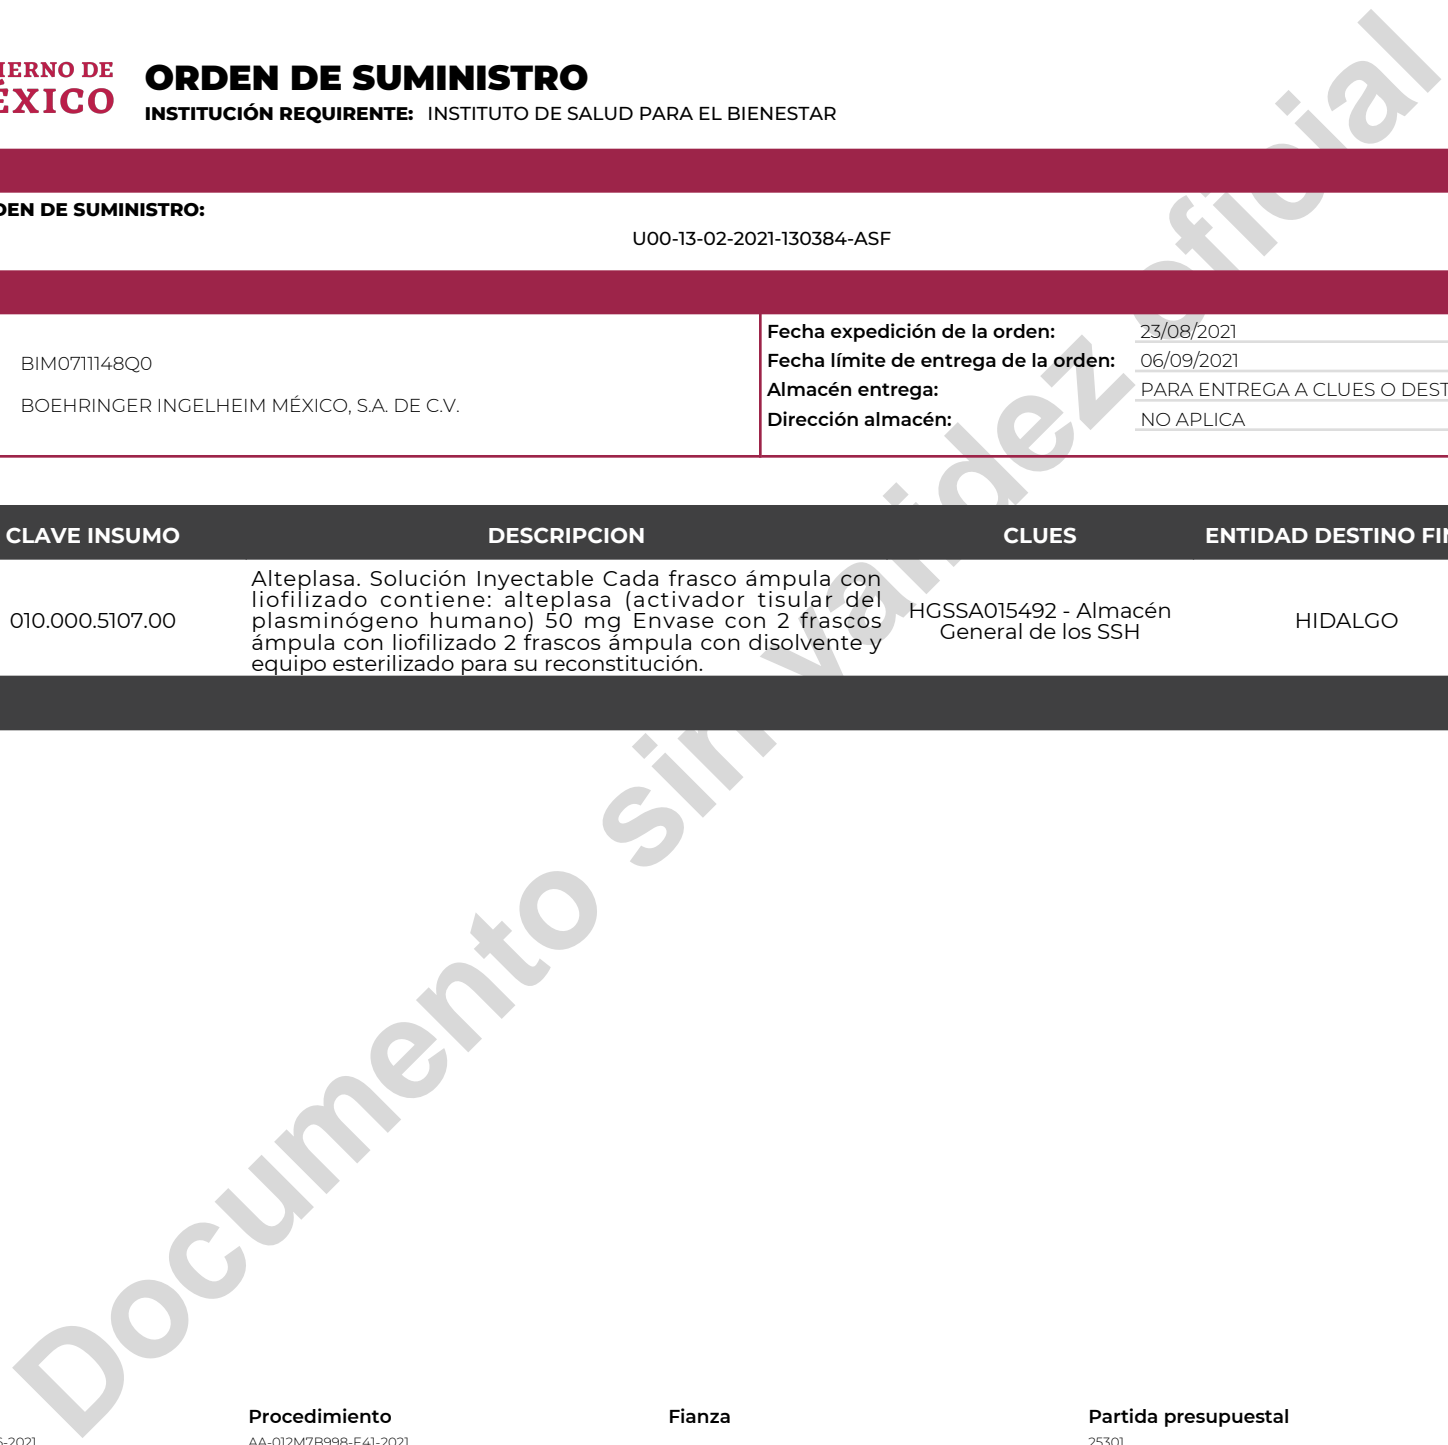 IERNO DE
ÉXICO
ORDEN DE SUMINISTRO
INSTITUCIÓN REQUIRENTE: INSTITUTO DE SALUD PARA EL BIENESTAR
DEN DE SUMINISTRO:
U00-13-02-2021-130384-ASF
BIM0711148Q0
BOEHRINGER INGELHEIM MÉXICO, S.A. DE C.V.
Fecha expedición de la orden: 23/08/2021
Fecha límite de entrega de la orden: 06/09/2021
Almacén entrega: PARA ENTREGA A CLUES O DEST
Dirección almacén: NO APLICA
CLAVE INSUMO DESCRIPCION CLUES ENTIDAD DESTINO FIN
010.000.5107.00
Alteplasa. Solución Inyectable Cada frasco ámpula con
liofilizado contiene: alteplasa (activador tisular del
plasminógeno humano) 50 mg Envase con 2 frascos
ámpula con liofilizado 2 frascos ámpula con disolvente y
equipo esterilizado para su reconstitución.
HGSSA015492 - Almacén
General de los SSH
HIDALGO
Documento sin validez oficial
Procedimiento Fianza Partida presupuestal
-2021 AA-012M7B998-E41-2021 25301